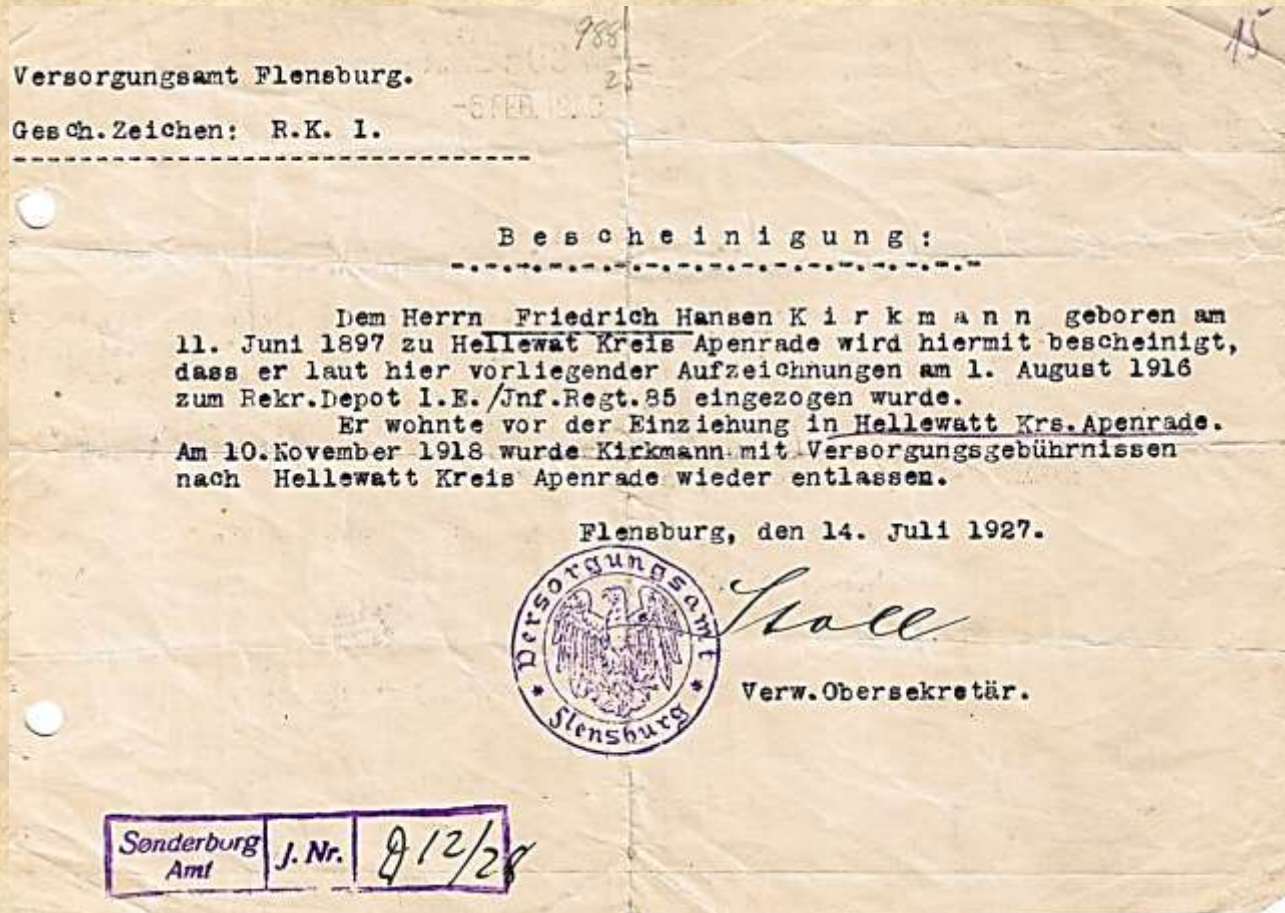 988
25
15
Versorgungsamt Flensburg.
Gesch.Zeichen: R.K. I.
Bescheinigung:
Dem Herrn Friedrich Hansen Kirkmann geboren am
11. Juni 1897 zu Hellewat Kreis Apenrade wird hiermit bescheinigt,
dass er laut hier vorliegender Aufzeichnungen am 1. August 1916
zum Rekr.Depot I.E./Jnf.Regt.85 eingezogen wurde.
Er wohnte vor der Einziehung in Hellewatt Krs.Apenrade.
Am 10.November 1918 wurde Kirkmann mit Versorgungsgebührnissen
nach Hellewatt Kreis Apenrade wieder entlassen.
Flensburg, den 14. Juli 1927.
Versorgungsamt
Flensburg
Stoll
Verw.Obersekretär.
Sønderborg Amt
J. Nr.
12/28